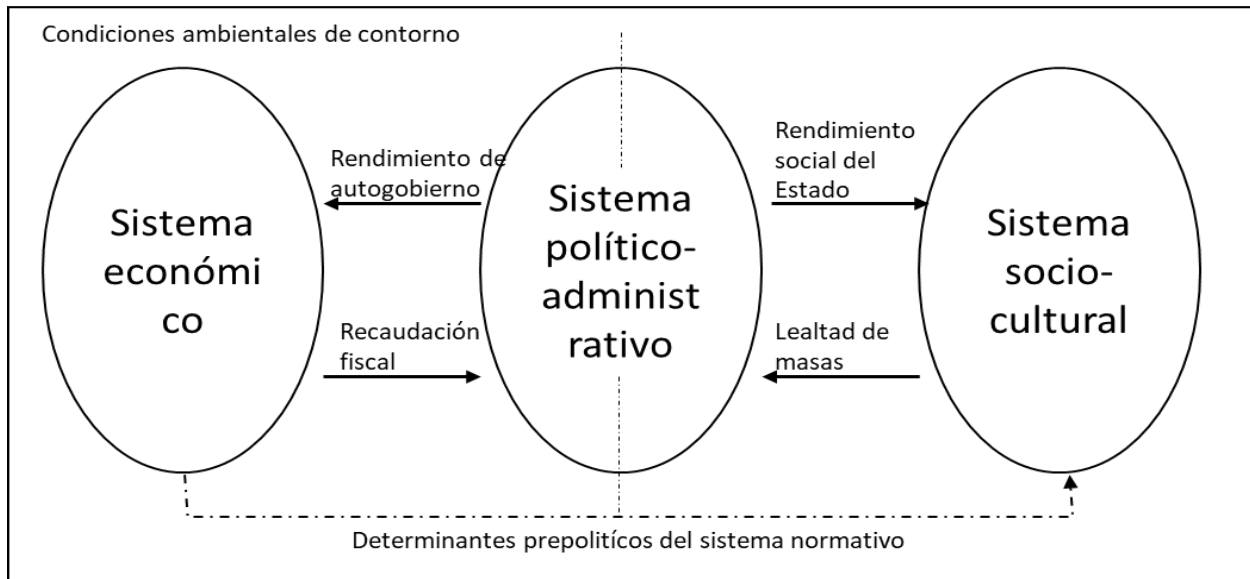 Condiciones ambientales de contorno
Rendimiento de
autogobierno
Rendimiento
social del
Estado
Sistema
económi
co
Sistema
político-
administ
rativo
Sistema
socio-
cultural
Recaudación
fiscal
Lealtad de
masas
Determinantes prepolitícos del sistema normativo